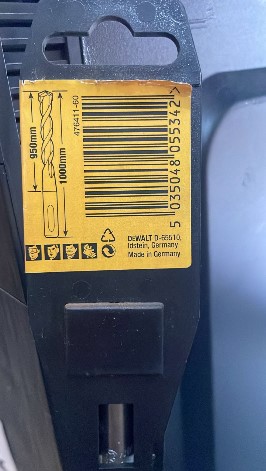 950mm
1000mm
476411-60
5 035048 055342 >
DEWALT D-65510,
Idstein, Germany
Made in Germany